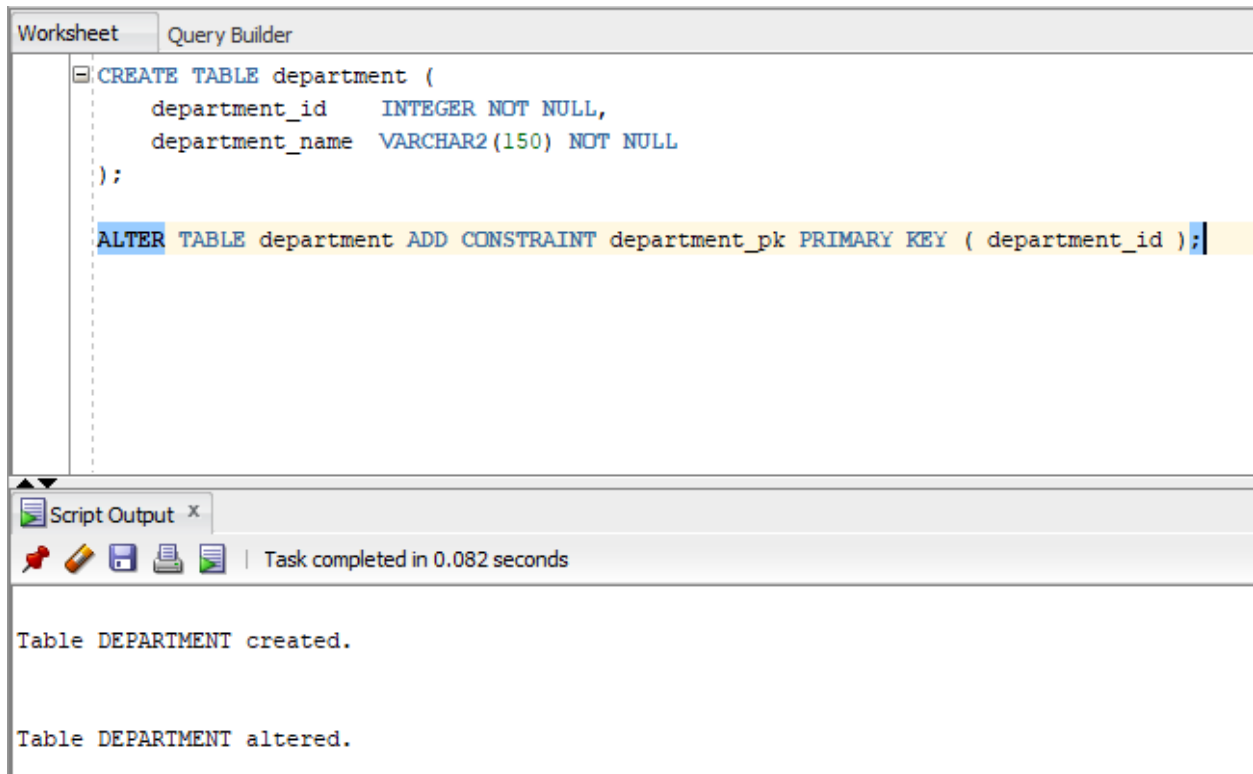 Worksheet Query Builder
CREATE TABLE department (
    department_id    INTEGER NOT NULL,
    department_name  VARCHAR2(150) NOT NULL
);
ALTER TABLE department ADD CONSTRAINT department_pk PRIMARY KEY ( department_id );
Script Output x
Task completed in 0.082 seconds
Table DEPARTMENT created.
Table DEPARTMENT altered.